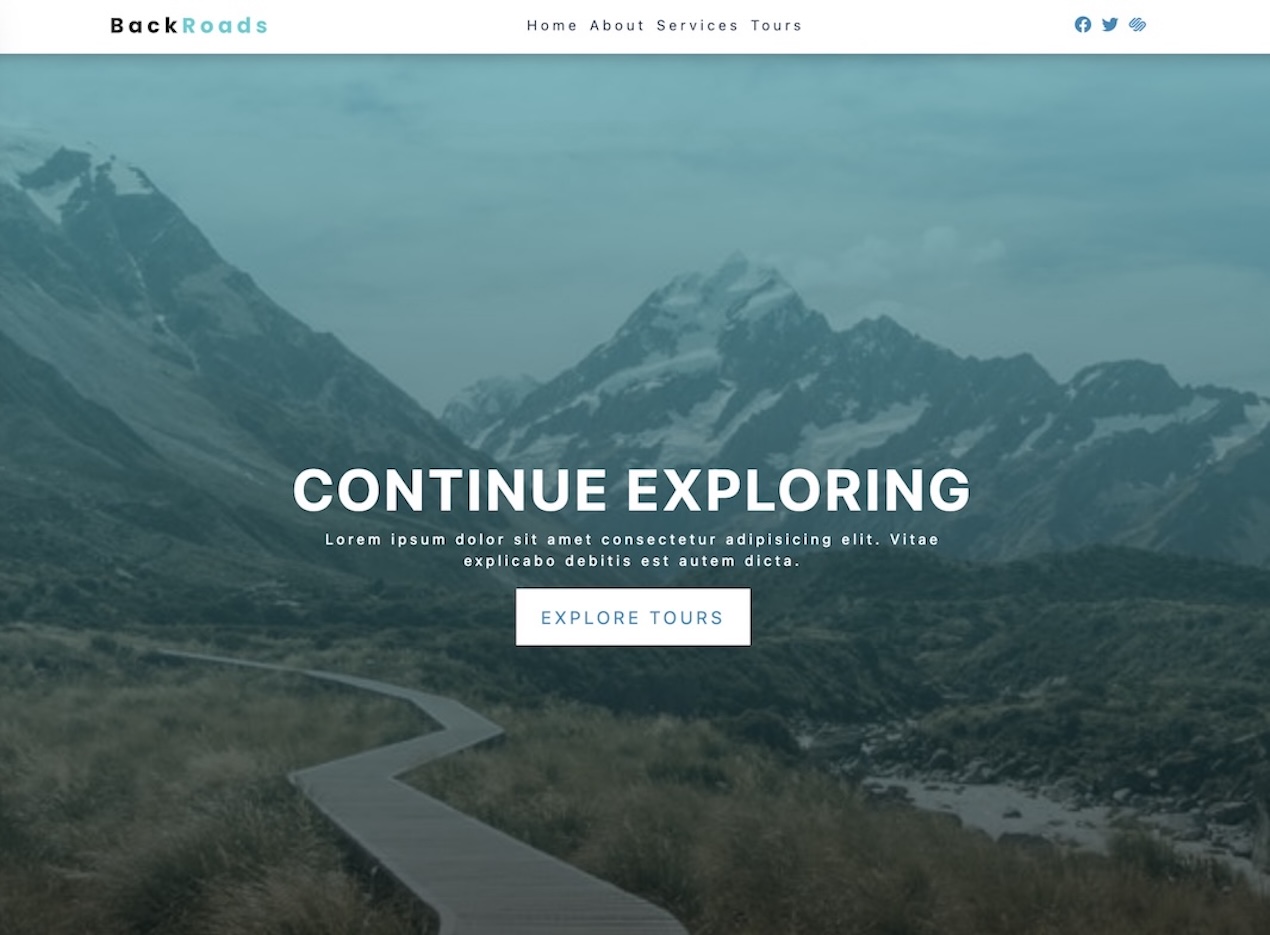 BackRoads
Home About Services Tours
CONTINUE EXPLORING
Lorem ipsum dolor sit amet consectetur adipisicing elit. Vitae
explicabo debitis est autem dicta.
EXPLORE TOURS